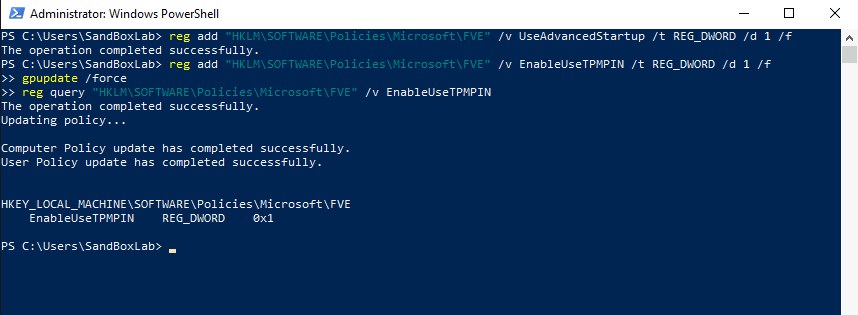 Administrator: Windows PowerShell
PS C:\Users\SandBoxLab> reg add "HKLM\SOFTWARE\Policies\Microsoft\FVE" /v UseAdvancedStartup /t REG_DWORD /d 1 /f
The operation completed successfully.
PS C:\Users\SandBoxLab> reg add "HKLM\SOFTWARE\Policies\Microsoft\FVE" /v EnableUseTPMPIN /t REG_DWORD /d 1 /f
>> gpupdate /force
>> reg query "HKLM\SOFTWARE\Policies\Microsoft\FVE" /v EnableUseTPMPIN
The operation completed successfully.
Updating policy...
Computer Policy update has completed successfully.
User Policy update has completed successfully.
HKEY_LOCAL_MACHINE\SOFTWARE\Policies\Microsoft\FVE
    EnableUseTPMPIN    REG_DWORD    0x1
PS C:\Users\SandBoxLab>